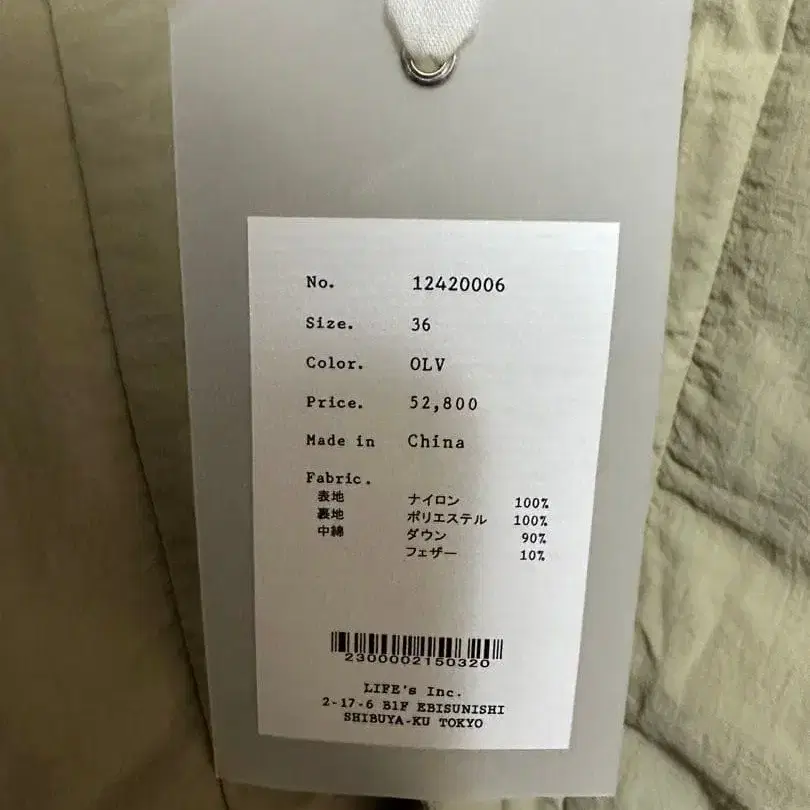 No. 12420006
Size. 36
Color. OLV
Price. 52,800
Made in China
Fabric.
表地 ナイロン 100%
裏地 ポリエステル 100%
中綿 ダウン 90%
フェザー 10%
2300002150320
LIFE's Inc.
2-17-6 B1F EBISUNISHI
SHIBUYA-KU TOKYO